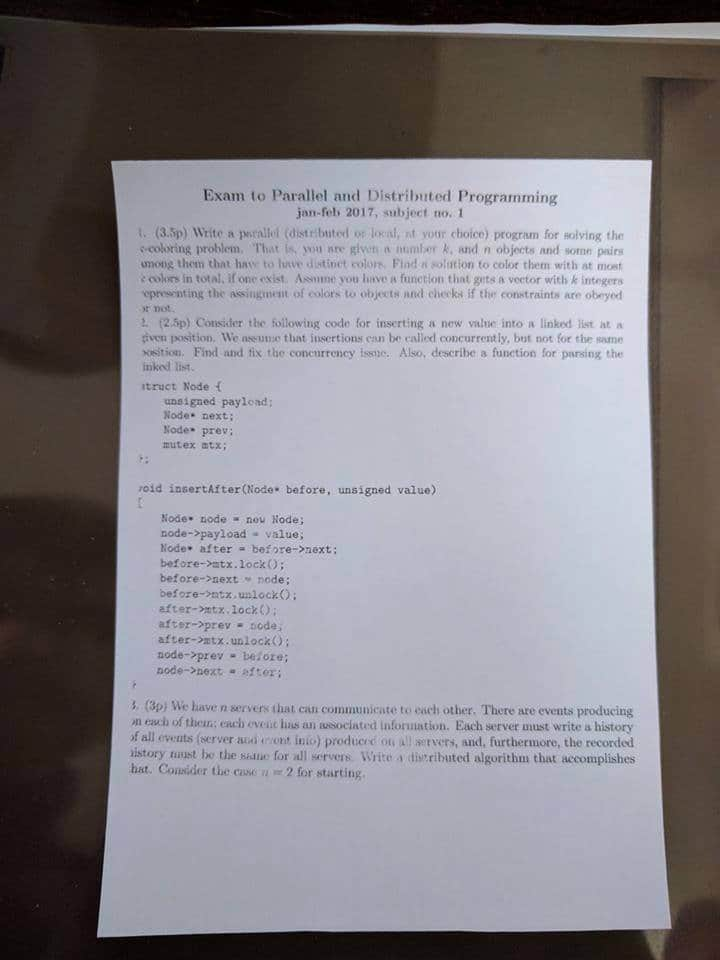 Exam to Parallel and Distributed Programming
jan-feb 2017, subject no. 1
1. (3.5p) Write a parallel (distributed or local, at your choice) program for solving the
c-coloring problem. That is, you are given a number k, and n objects and some pairs
among them that have to have distinct colors. Find a solution to color them with at most
c colors in total, if one exist. Assume you have a function that gets a vector with k integers
representing the assingment of colors to objects and checks if the constraints are obeyed
or not.
2. (2.5p) Consider the following code for inserting a new value into a linked list at a
given position. We assume that insertions can be called concurrently, but not for the same
position. Find and fix the concurrency issue. Also, describe a function for parsing the
linked list.
struct Node {
unsigned payload;
Node* next;
Node* prev;
mutex mtx;
};
void insertAfter(Node* before, unsigned value)
{
Node* node = new Node;
node->payload = value;
Node* after = before->next;
before->mtx.lock();
before->next = node;
before->mtx.unlock();
after->mtx.lock();
after->prev = node;
after->mtx.unlock();
node->prev = before;
node->next = after;
}
3. (3p) We have n servers that can communicate to each other. There are events producing
on each of them; each event has an associated information. Each server must write a history
of all events (server and event info) produced on all servers, and, furthermore, the recorded
history must be the same for all servers. Write a distributed algorithm that accomplishes
that. Consider the case n = 2 for starting.